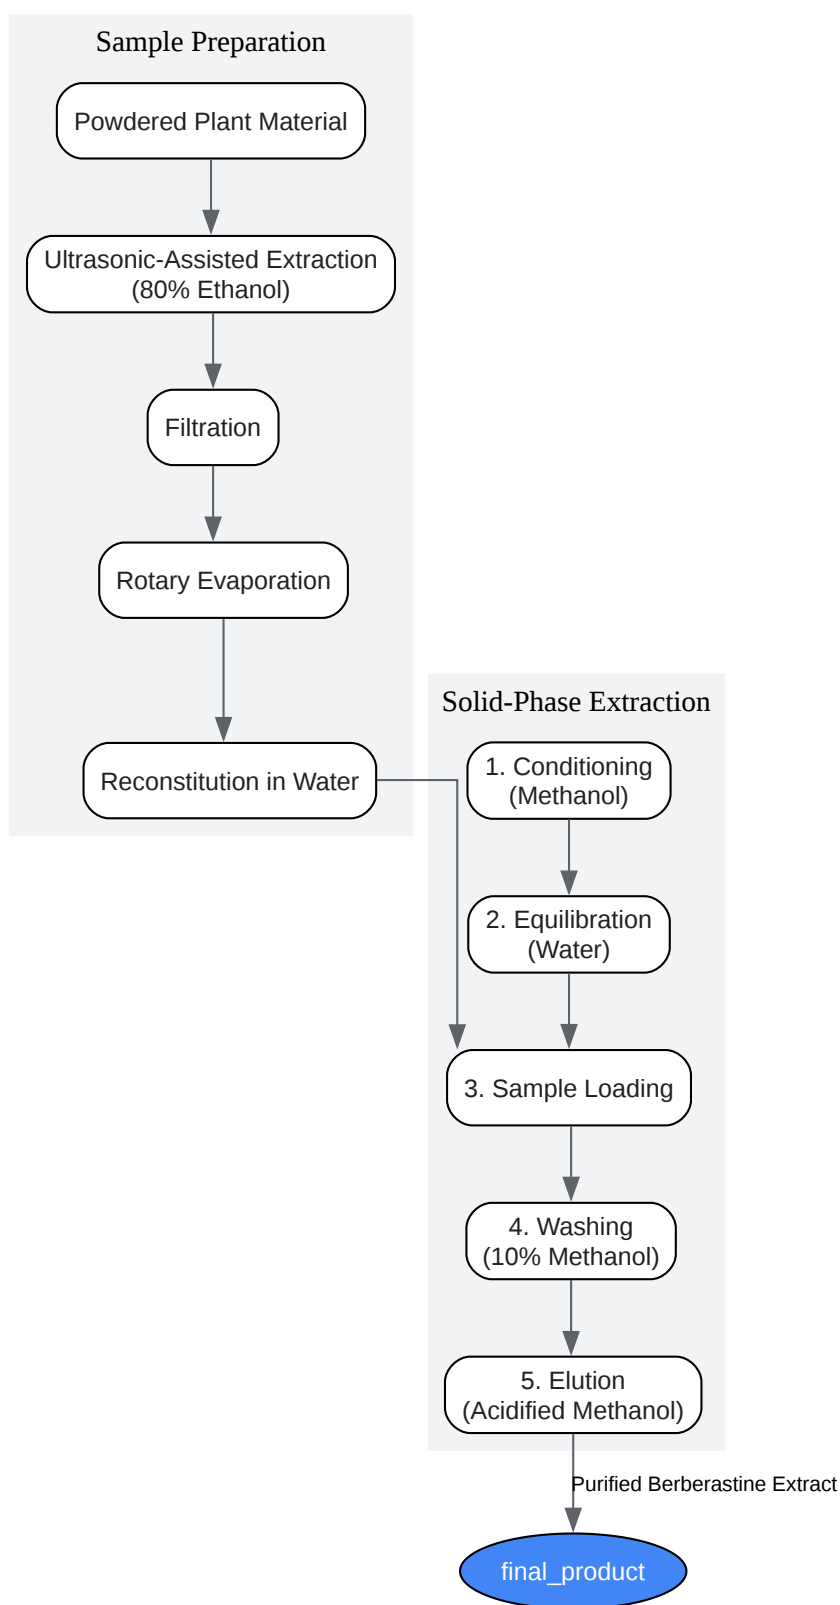 Sample Preparation
Powdered Plant Material
Ultrasonic-Assisted Extraction
(80% Ethanol)
Filtration
Rotary Evaporation
Reconstitution in Water
Solid-Phase Extraction
1. Conditioning
(Methanol)
2. Equilibration
(Water)
3. Sample Loading
4. Washing
(10% Methanol)
5. Elution
(Acidified Methanol)
Purified Berberastine Extract
final_product